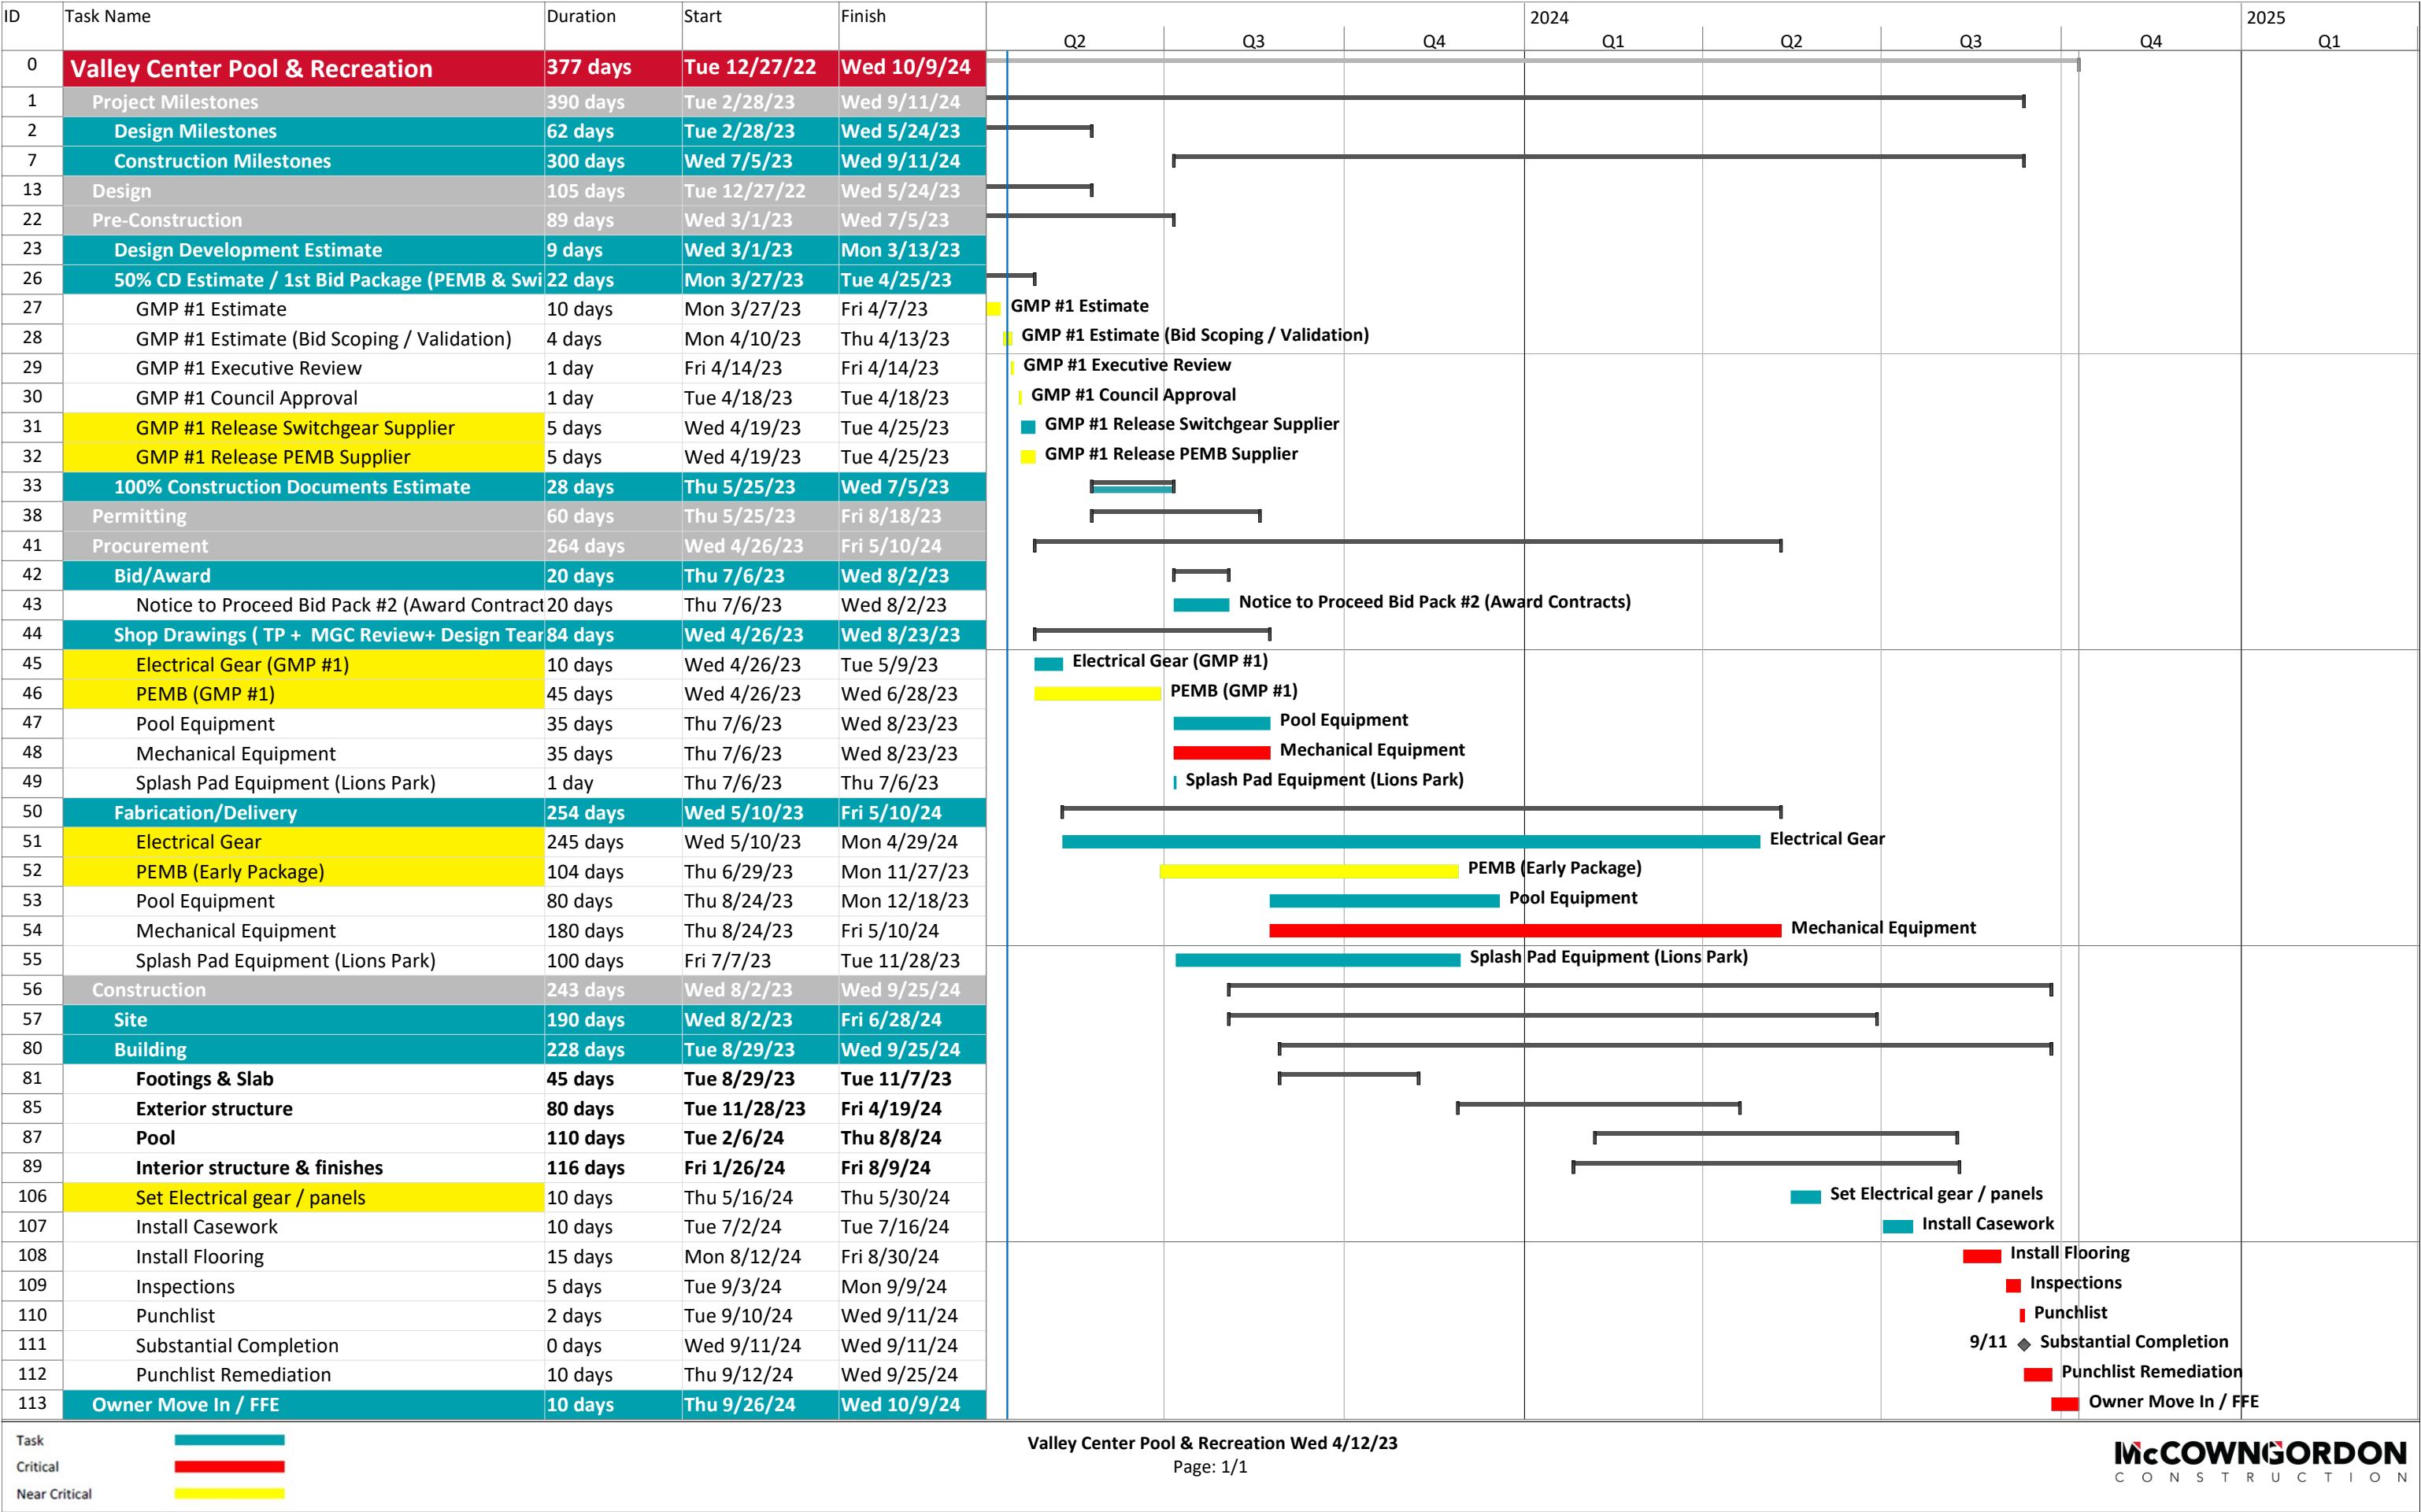 ID Task Name Duration Start Finish 2024 2025
Q2 Q3 Q4 Q1 Q2 Q3 Q4 Q1
0 Valley Center Pool & Recreation 377 days Tue 12/27/22 Wed 10/9/24
1 Project Milestones 390 days Tue 2/28/23 Wed 9/11/24
2 Design Milestones 62 days Tue 2/28/23 Wed 5/24/23
7 Construction Milestones 300 days Wed 7/5/23 Wed 9/11/24
13 Design 105 days Tue 12/27/22 Wed 5/24/23
22 Pre-Construction 89 days Wed 3/1/23 Wed 7/5/23
23 Design Development Estimate 9 days Wed 3/1/23 Mon 3/13/23
26 50% CD Estimate / 1st Bid Package (PEMB & Swi 22 days Mon 3/27/23 Tue 4/25/23
27 GMP #1 Estimate 10 days Mon 3/27/23 Fri 4/7/23 GMP #1 Estimate
28 GMP #1 Estimate (Bid Scoping / Validation) 4 days Mon 4/10/23 Thu 4/13/23 GMP #1 Estimate (Bid Scoping / Validation)
29 GMP #1 Executive Review 1 day Fri 4/14/23 Fri 4/14/23 GMP #1 Executive Review
30 GMP #1 Council Approval 1 day Tue 4/18/23 Tue 4/18/23 GMP #1 Council Approval
31 GMP #1 Release Switchgear Supplier 5 days Wed 4/19/23 Tue 4/25/23 GMP #1 Release Switchgear Supplier
32 GMP #1 Release PEMB Supplier 5 days Wed 4/19/23 Tue 4/25/23 GMP #1 Release PEMB Supplier
33 100% Construction Documents Estimate 28 days Thu 5/25/23 Wed 7/5/23
38 Permitting 60 days Thu 5/25/23 Fri 8/18/23
41 Procurement 264 days Wed 4/26/23 Fri 5/10/24
42 Bid/Award 20 days Thu 7/6/23 Wed 8/2/23
43 Notice to Proceed Bid Pack #2 (Award Contract 20 days Thu 7/6/23 Wed 8/2/23 Notice to Proceed Bid Pack #2 (Award Contracts)
44 Shop Drawings ( TP + MGC Review+ Design Tear 84 days Wed 4/26/23 Wed 8/23/23
45 Electrical Gear (GMP #1) 10 days Wed 4/26/23 Tue 5/9/23 Electrical Gear (GMP #1)
46 PEMB (GMP #1) 45 days Wed 4/26/23 Wed 6/28/23 PEMB (GMP #1)
47 Pool Equipment 35 days Thu 7/6/23 Wed 8/23/23 Pool Equipment
48 Mechanical Equipment 35 days Thu 7/6/23 Wed 8/23/23 Mechanical Equipment
49 Splash Pad Equipment (Lions Park) 1 day Thu 7/6/23 Thu 7/6/23 Splash Pad Equipment (Lions Park)
50 Fabrication/Delivery 254 days Wed 5/10/23 Fri 5/10/24
51 Electrical Gear 245 days Wed 5/10/23 Mon 4/29/24 Electrical Gear
52 PEMB (Early Package) 104 days Thu 6/29/23 Mon 11/27/23 PEMB (Early Package)
53 Pool Equipment 80 days Thu 8/24/23 Mon 12/18/23 Pool Equipment
54 Mechanical Equipment 180 days Thu 8/24/23 Fri 5/10/24 Mechanical Equipment
55 Splash Pad Equipment (Lions Park) 100 days Fri 7/7/23 Tue 11/28/23 Splash Pad Equipment (Lions Park)
56 Construction 243 days Wed 8/2/23 Wed 9/25/24
57 Site 190 days Wed 8/2/23 Fri 6/28/24
80 Building 228 days Tue 8/29/23 Wed 9/25/24
81 Footings & Slab 45 days Tue 8/29/23 Tue 11/7/23
85 Exterior structure 80 days Tue 11/28/23 Fri 4/19/24
87 Pool 110 days Tue 2/6/24 Thu 8/8/24
89 Interior structure & finishes 116 days Fri 1/26/24 Fri 8/9/24
106 Set Electrical gear / panels 10 days Thu 5/16/24 Thu 5/30/24 Set Electrical gear / panels
107 Install Casework 10 days Tue 7/2/24 Tue 7/16/24 Install Casework
108 Install Flooring 15 days Mon 8/12/24 Fri 8/30/24 Install Flooring
109 Inspections 5 days Tue 9/3/24 Mon 9/9/24 Inspections
110 Punchlist 2 days Tue 9/10/24 Wed 9/11/24 Punchlist
111 Substantial Completion 0 days Wed 9/11/24 Wed 9/11/24 9/11 Substantial Completion
112 Punchlist Remediation 10 days Thu 9/12/24 Wed 9/25/24 Punchlist Remediation
113 Owner Move In / FFE 10 days Thu 9/26/24 Wed 10/9/24 Owner Move In / FFE
Task
Critical
Near Critical
Valley Center Pool & Recreation Wed 4/12/23
Page: 1/1
McCOWNGORDON
CONSTRUCTION